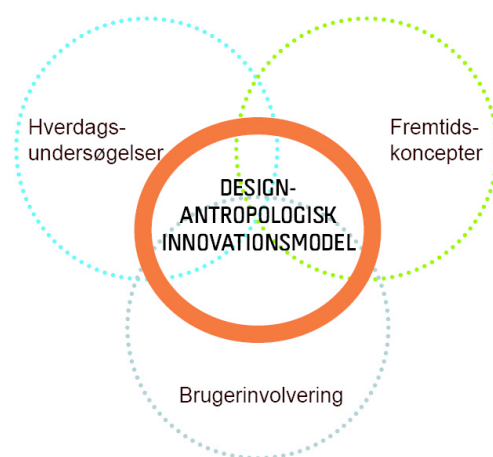 Hverdags-
undersøgelser
Fremtids-
koncepter
DESIGN-
ANTROPOLOGISK
INNOVATIONSMODEL
Brugerinvolvering